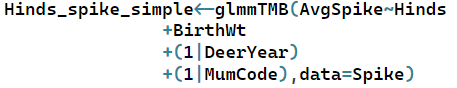 Hinds_spike_simple<-glmmTMB(AvgSpike~Hinds
+BirthWt
+(1|DeerYear)
+(1|MumCode),data=Spike)